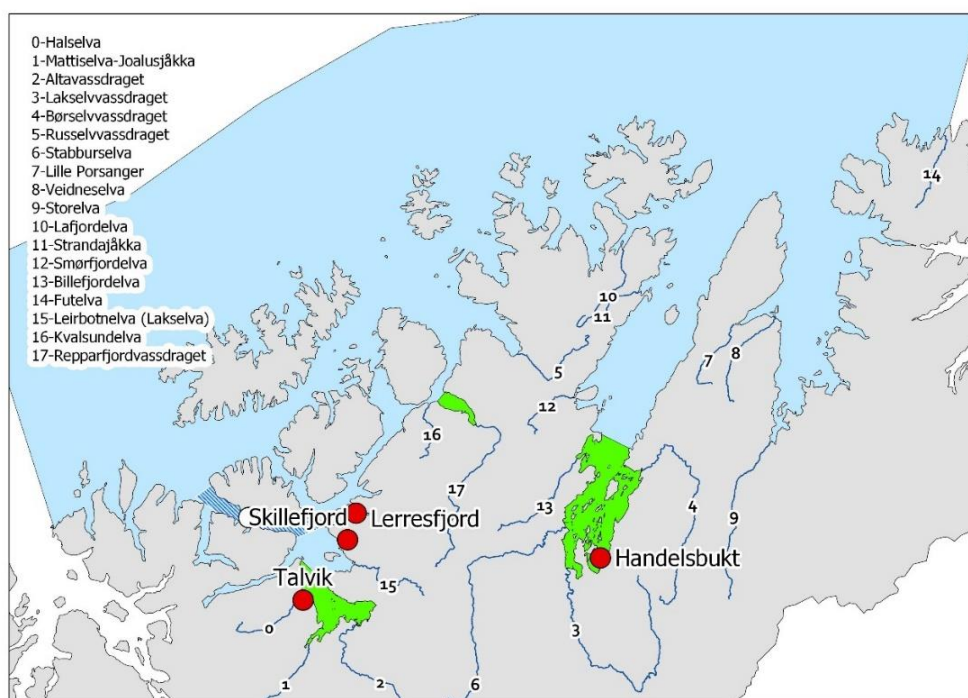 0-Halselva
1-Mattiselva-Joalusjåkka
2-Altavassdraget
3-Lakselvvassdraget
4-Børselvvassdraget
5-Russelvvassdraget
6-Stabburselva
7-Lille Porsanger
8-Veidneselva
9-Storelva
10-Lafjordelva
11-Strandajåkka
12-Smørfjordelva
13-Billefjordelva
14-Futelva
15-Leirbotnelva (Lakselva)
16-Kvalsundelva
17-Repparfjordvassdraget
14
10
11
5
7
8
12
16
17
13
4
9
Skillefjord
Lerresfjord
Handelsbukt
Talvik
15
0
3
1
2
6